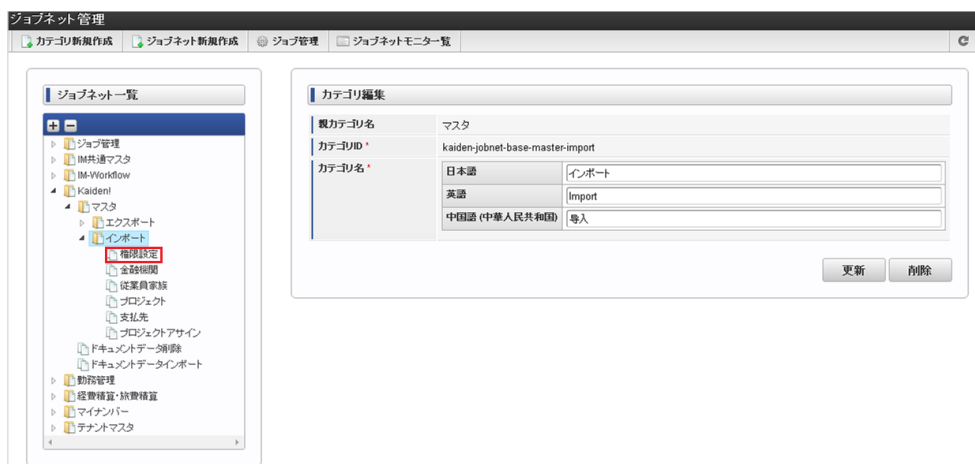 ジョブネット管理
カテゴリ新規作成 ジョブネット新規作成 ジョブ管理 ジョブネットモニター覧
ジョブネット一覧
ジョブ管理
IM共通マスタ
IM-Workflow
Kaiden!
マスタ
エクスポート
インポート
権限設定
金融機関
従業員家族
プロジェクト
支払先
プロジェクトアサイン
ドキュメントデータ削除
ドキュメントデータインポート
勤務管理
経費積算・旅費積算
マイナンバー
テナントマスタ
カテゴリ編集
親カテゴリ名 マスタ
カテゴリID * kaiden-jobnet-base-master-import
カテゴリ名 * 日本語 インポート
英語 Import
中国語 (中華人民共和国) 导入
更新 削除